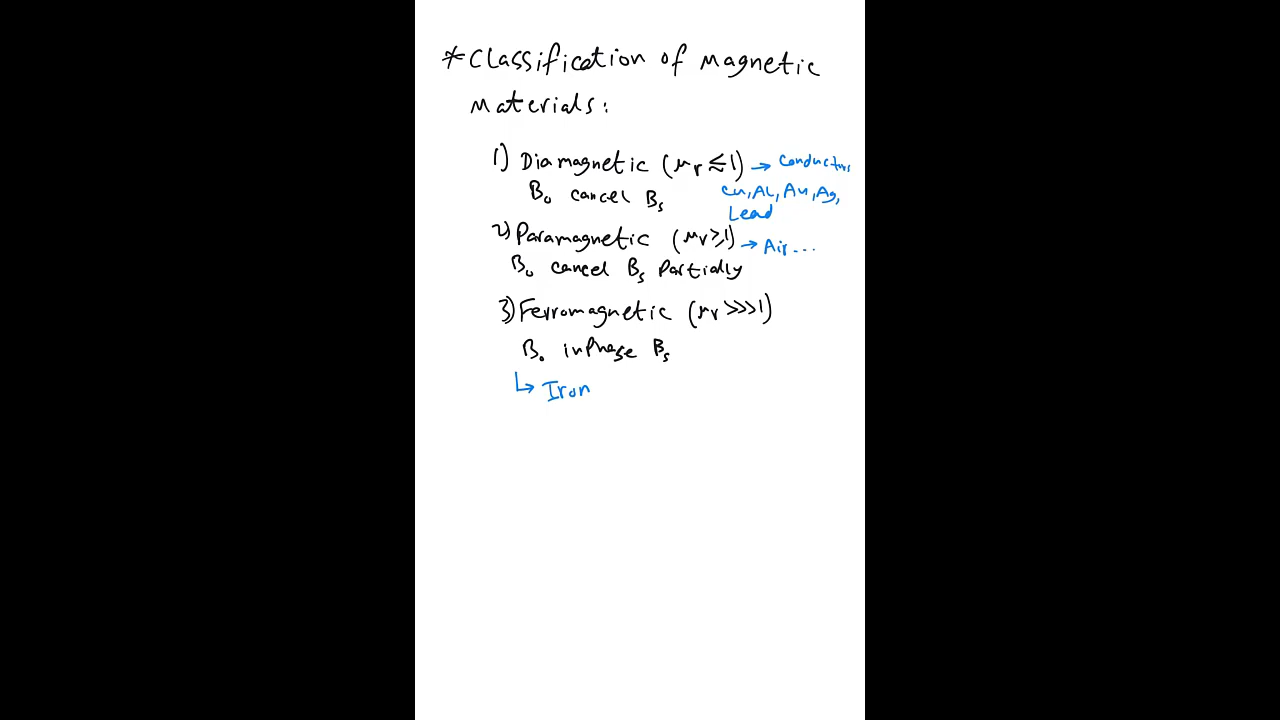 *Classification of magnetic
materials:
1) Diamagnetic (μr ≲ 1) → Conductors
B₀ cancel Bs
Cu, AL, Au, Ag,
Lead
2) Paramagnetic (μr ⩾ 1) → Air...
B₀ cancel Bs Partially
3) Ferromagnetic (μr >>> 1)
B₀ inPhase Bs
↳ Iron